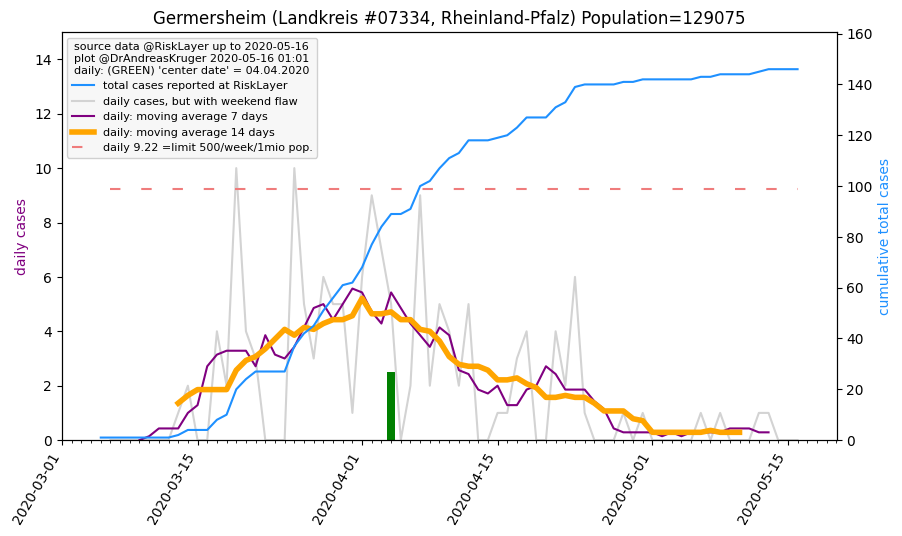 Germersheim (Landkreis #07334, Rheinland-Pfalz) Population=129075
source data @RiskLayer up to 2020-05-16
plot @DrAndreasKruger 2020-05-16 01:01
daily: (GREEN) 'center date' = 04.04.2020
total cases reported at RiskLayer
daily cases, but with weekend flaw
daily: moving average 7 days
daily: moving average 14 days
daily 9.22 =limit 500/week/1mio pop.
daily cases
14
12
10
8
6
4
2
0
160
140
120
100
80
60
40
20
0
cumulative total cases
2020-03-01
2020-03-15
2020-04-01
2020-04-15
2020-05-01
2020-05-15